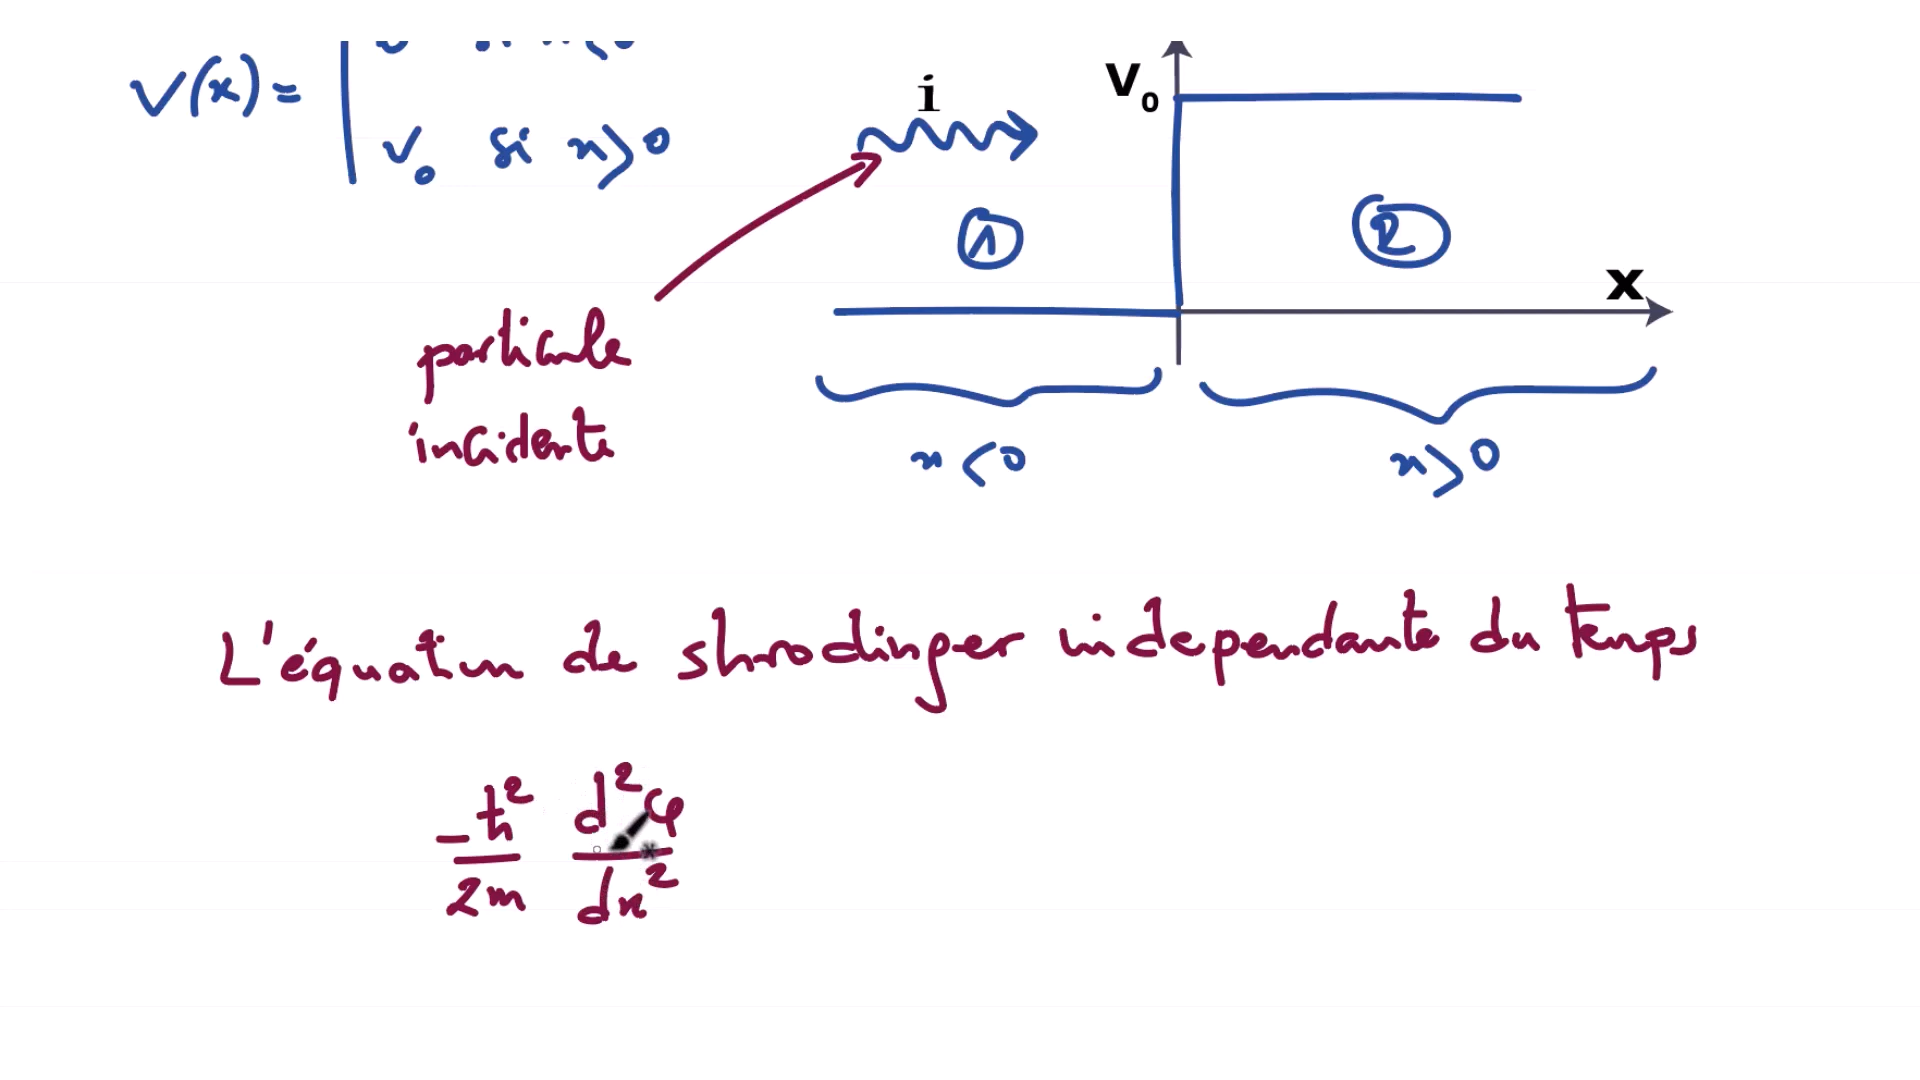 V(x) =
V₀ si x>0
i
V₀
1
2
X
particule
incidente
x<0
x>0
L'équation de shrodinger indépendante du temps
-ħ² d²φ
2m dx²